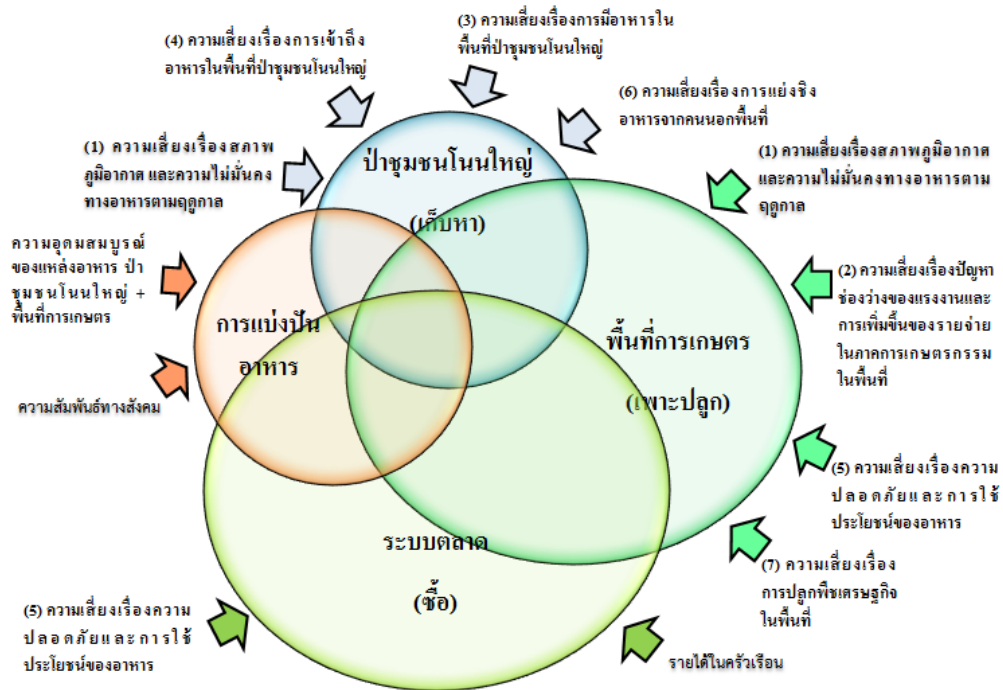 (4) ความเสี่ยงเรื่องการเข้าถึง
อาหารในพื้นที่ป่าชุมชนโนนใหญ่
(3) ความเสี่ยงเรื่องการมีอาหารใน
พื้นที่ป่าชุมชนโนนใหญ่
(6) ความเสี่ยงเรื่องการแย่งชิง
อาหารจากคนนอกพื้นที่
(1) ความเสี่ยงเรื่องสภาพ
ภูมิอากาศ และความไม่มั่นคง
ทางอาหารตามฤดูกาล
(1) ความเสี่ยงเรื่องสภาพภูมิอากาศ
และความไม่มั่นคงทางอาหารตาม
ฤดูกาล
ป่าชุมชนโนนใหญ่
(เก็บหา)
ความอุดมสมบูรณ์
ของแหล่งอาหาร ป่า
ชุมชนโนนใหญ่ +
พื้นที่การเกษตร
(2) ความเสี่ยงเรื่องปัญหา
ช่องว่างของแรงงานและ
การเพิ่มขึ้นของรายจ่าย
ในภาคการเกษตรกรรม
ในพื้นที่
การแบ่งปัน
อาหาร
พื้นที่การเกษตร
(เพาะปลูก)
ความสัมพันธ์ทางสังคม
(5) ความเสี่ยงเรื่องความ
ปลอดภัยและการใช้
ประโยชน์ของอาหาร
ระบบตลาด
(ซื้อ)
(7) ความเสี่ยงเรื่อง
การปลูกพืชเศรษฐกิจ
ในพื้นที่
(5) ความเสี่ยงเรื่องความ
ปลอดภัยและการใช้
ประโยชน์ของอาหาร
รายได้ในครัวเรือน